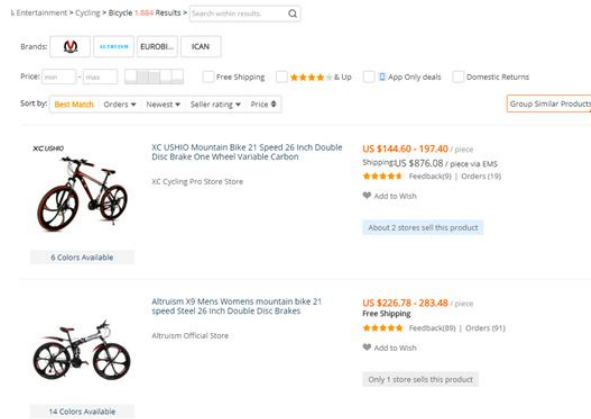 Entertainment > Cycling > Bicycle 1,884 Results > Search within results.
Brands: ALTRUISM EUROBI... ICAN
Price: min - max Free Shipping & Up App Only deals Domestic Returns
Sort by: Best Match Orders Newest Seller rating Price Group Similar Products
XC USHIO
XC USHIO Mountain Bike 21 Speed 26 Inch Double
Disc Brake One Wheel Variable Carbon
XC Cycling Pro Store Store
US $144.60 - 197.40 / piece
Shipping:US $876.08 / piece via EMS
Feedback(9) | Orders (19)
Add to Wish
About 2 stores sell this product
6 Colors Available
Altruism X9 Mens Womens mountain bike 21
speed Steel 26 Inch Double Disc Brakes
Altruism Official Store
US $226.78 - 283.48 / piece
Free Shipping
Feedback(89) | Orders (91)
Add to Wish
Only 1 store sells this product
14 Colors Available